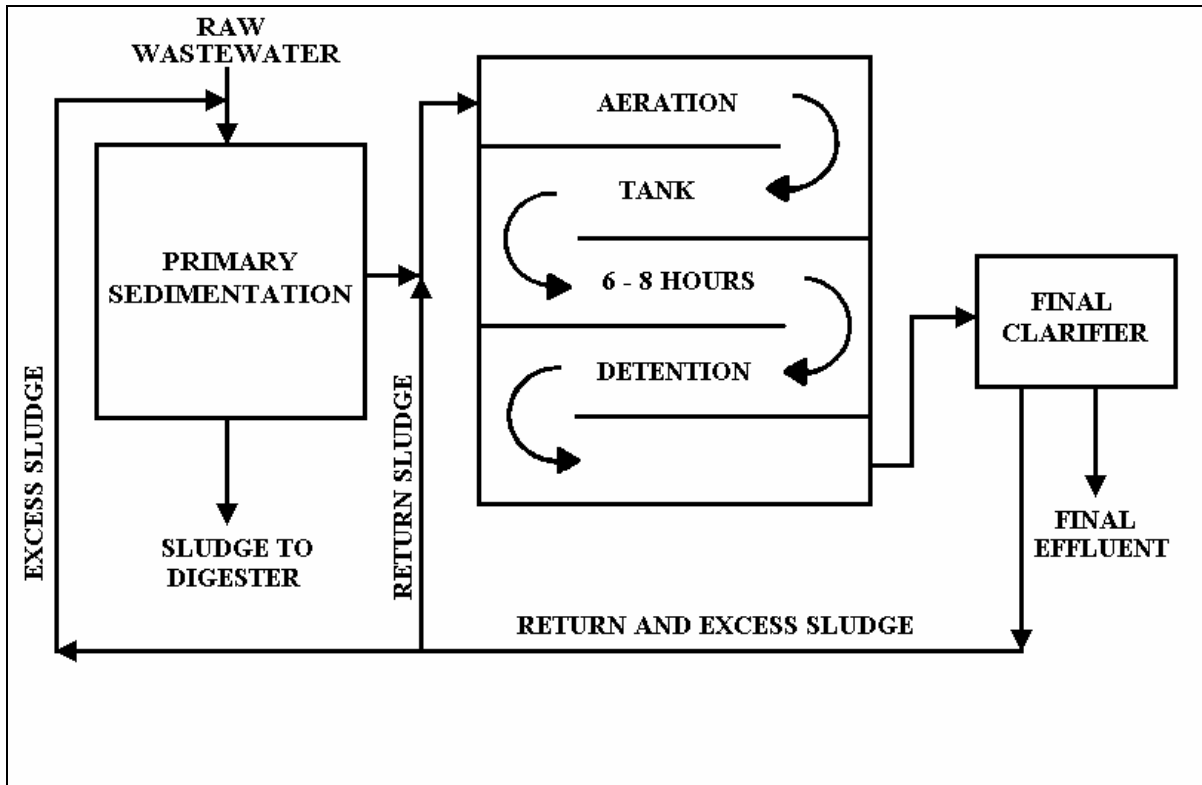 RAW
WASTEWATER
AERATION
TANK
6 - 8 HOURS
DETENTION
PRIMARY
SEDIMENTATION
FINAL
CLARIFIER
EXCESS SLUDGE
RETURN SLUDGE
SLUDGE TO
DIGESTER
FINAL
EFFLUENT
RETURN AND EXCESS SLUDGE